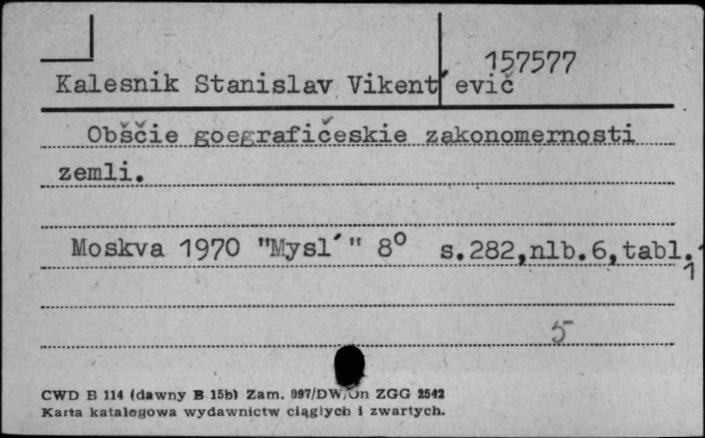 157577
Kalesnik Stanislav Vikent´evič
Obščie goegrafičeskie zakonomernosti
zemli.
Moskva 1970 "Mysl´" 8° s.282,nlb.6,tabl.
1
5
CWD B 114 (dawny B 15b) Zam. 997/DW/On ZGG 2542
Karta katalogowa wydawnictw ciągłych i zwartych.